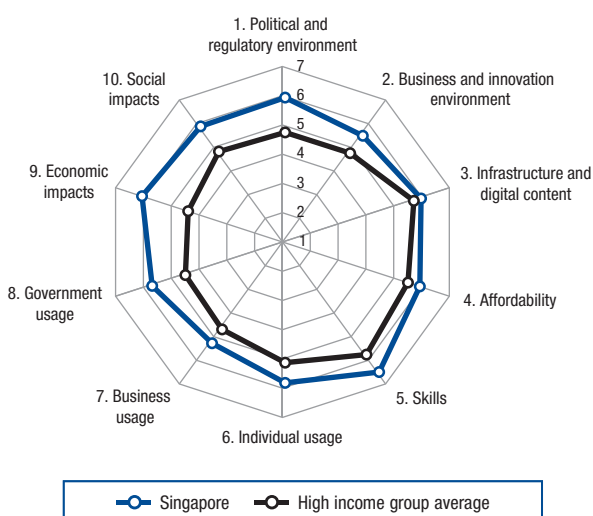 1. Political and
regulatory environment
7
6
5
4
3
2
1
2. Business and innovation
environment
3. Infrastructure and
digital content
4. Affordability
5. Skills
6. Individual usage
7. Business
usage
8. Government
usage
9. Economic
impacts
10. Social
impacts
Singapore
High income group average